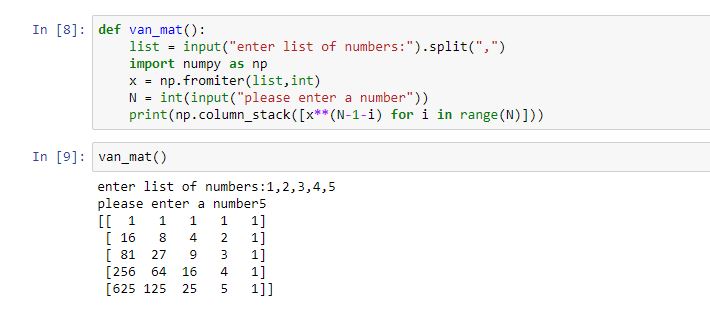 In [8]: def van_mat():
    list = input("enter list of numbers:").split(",")
    import numpy as np
    x = np.fromiter(list,int)
    N = int(input("please enter a number"))
    print(np.column_stack([x**(N-1-i) for i in range(N)]))
In [9]: van_mat()
enter list of numbers:1,2,3,4,5
please enter a number5
[[  1   1   1   1   1]
 [ 16   8   4   2   1]
 [ 81  27   9   3   1]
 [256  64  16   4   1]
 [625 125  25   5   1]]